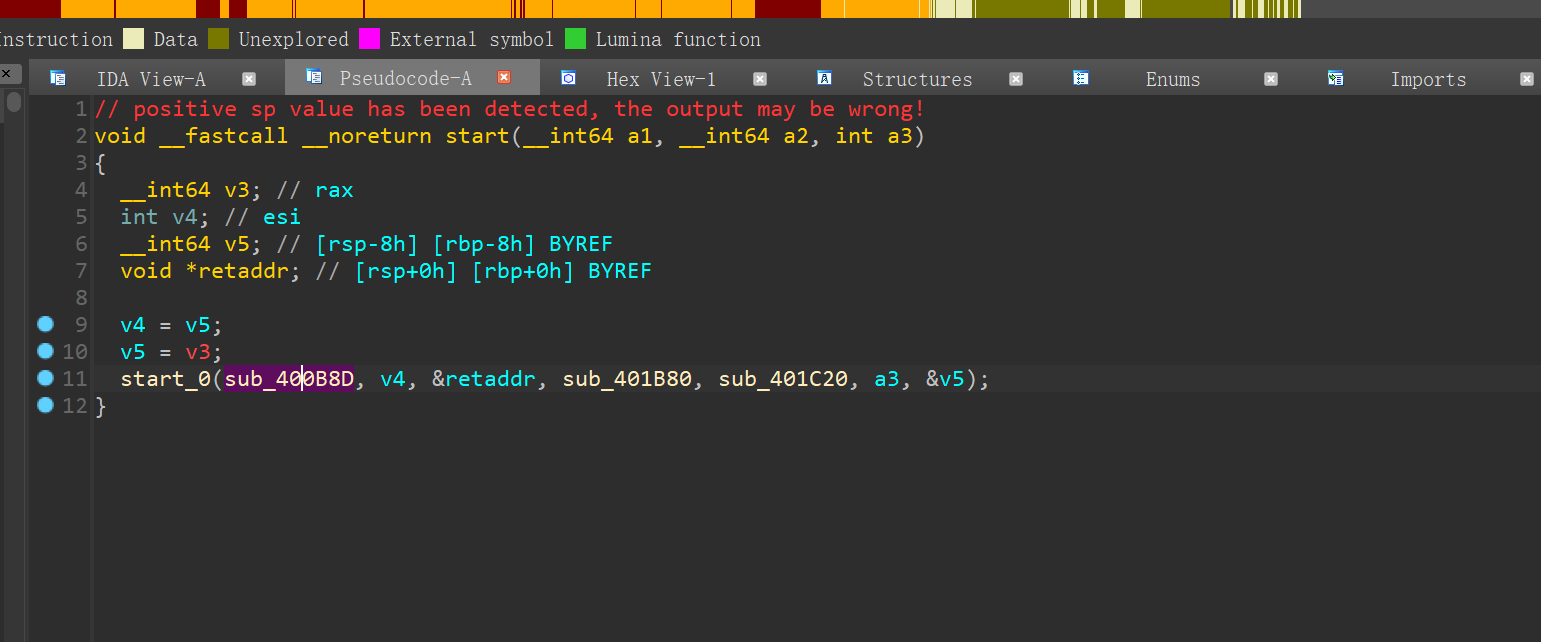 nstruction Data Unexplored External symbol Lumina function
IDA View-A Pseudocode-A Hex View-1 Structures Enums Imports
1 // positive sp value has been detected, the output may be wrong!
2 void __fastcall __noreturn start(__int64 a1, __int64 a2, int a3)
3 {
4 __int64 v3; // rax
5 int v4; // esi
6 __int64 v5; // [rsp-8h] [rbp-8h] BYREF
7 void *retaddr; // [rsp+0h] [rbp+0h] BYREF
8
9 v4 = v5;
10 v5 = v3;
11 start_0(sub_400B8D, v4, &retaddr, sub_401B80, sub_401C20, a3, &v5);
12 }